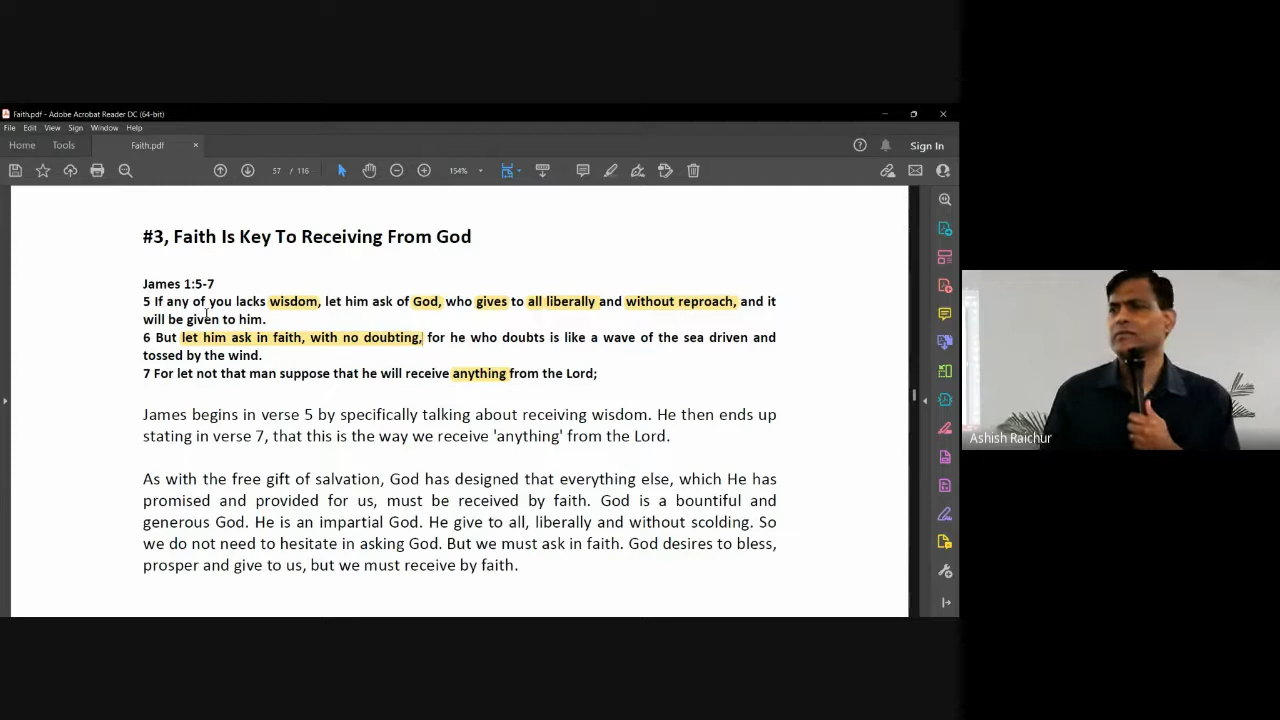 Faith.pdf - Adobe Acrobat Reader DC (64-bit)
File Edit View Sign Window Help
Home Tools Faith.pdf × Sign In
57 / 116 154%
#3, Faith Is Key To Receiving From God
James 1:5-7
5 If any of you lacks wisdom, let him ask of God, who gives to all liberally and without reproach, and it
will be given to him.
6 But let him ask in faith, with no doubting, for he who doubts is like a wave of the sea driven and
tossed by the wind.
7 For let not that man suppose that he will receive anything from the Lord;
James begins in verse 5 by specifically talking about receiving wisdom. He then ends up
stating in verse 7, that this is the way we receive 'anything' from the Lord.
As with the free gift of salvation, God has designed that everything else, which He has
promised and provided for us, must be received by faith. God is a bountiful and
generous God. He is an impartial God. He give to all, liberally and without scolding. So
we do not need to hesitate in asking God. But we must ask in faith. God desires to bless,
prosper and give to us, but we must receive by faith.
Ashish Raichur